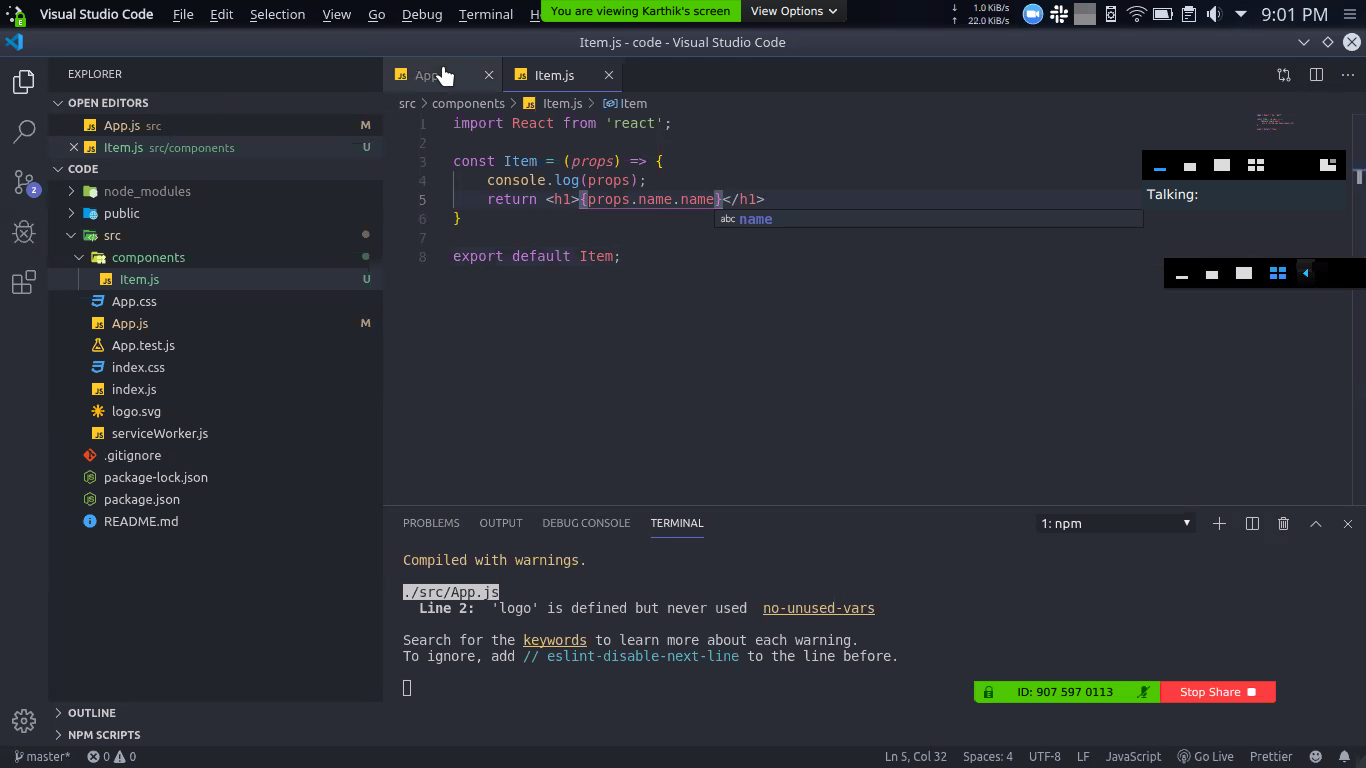 Visual Studio Code File Edit Selection View Go Debug Terminal H You are viewing Karthik's screen View Options 1.0 KiB/s 22.0 KiB/s 9:01 PM
Item.js - code - Visual Studio Code
EXPLORER
OPEN EDITORS
App.js src M
Item.js src/components U
CODE
node_modules
public
src
components
Item.js U
App.css
App.js M
App.test.js
index.css
index.js
logo.svg
serviceWorker.js
.gitignore
package-lock.json
package.json
README.md
OUTLINE
NPM SCRIPTS
JS App JS Item.js
src > components > JS Item.js > Item
1 import React from 'react';
2
3 const Item = (props) => {
4 console.log(props);
5 return <h1>{props.name.name}</h1>
abc name
6 }
7
8 export default Item;
Talking:
PROBLEMS OUTPUT DEBUG CONSOLE TERMINAL 1: npm
Compiled with warnings.
./src/App.js
Line 2: 'logo' is defined but never used no-unused-vars
Search for the keywords to learn more about each warning.
To ignore, add // eslint-disable-next-line to the line before.
ID: 907 597 0113 Stop Share
master* 0 0 Ln 5, Col 32 Spaces: 4 UTF-8 LF JavaScript Go Live Prettier